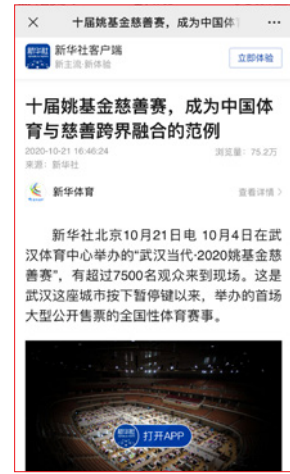 十届姚基金慈善赛，成为中国体
新华社客户端
新主流·新体验
立即体验
十届姚基金慈善赛，成为中国体
育与慈善跨界融合的范例
2020-10-21 16:46:24
浏览量：75.2万
来源：新华社
新华体育
查看详情
新华社北京10月21日电 10月4日在武
汉体育中心举办的“武汉当代·2020姚基金慈
善赛”，有超过7500名观众来到现场。这是
武汉这座城市按下暂停键以来，举办的首场
大型公开售票的全国性体育赛事。
打开APP